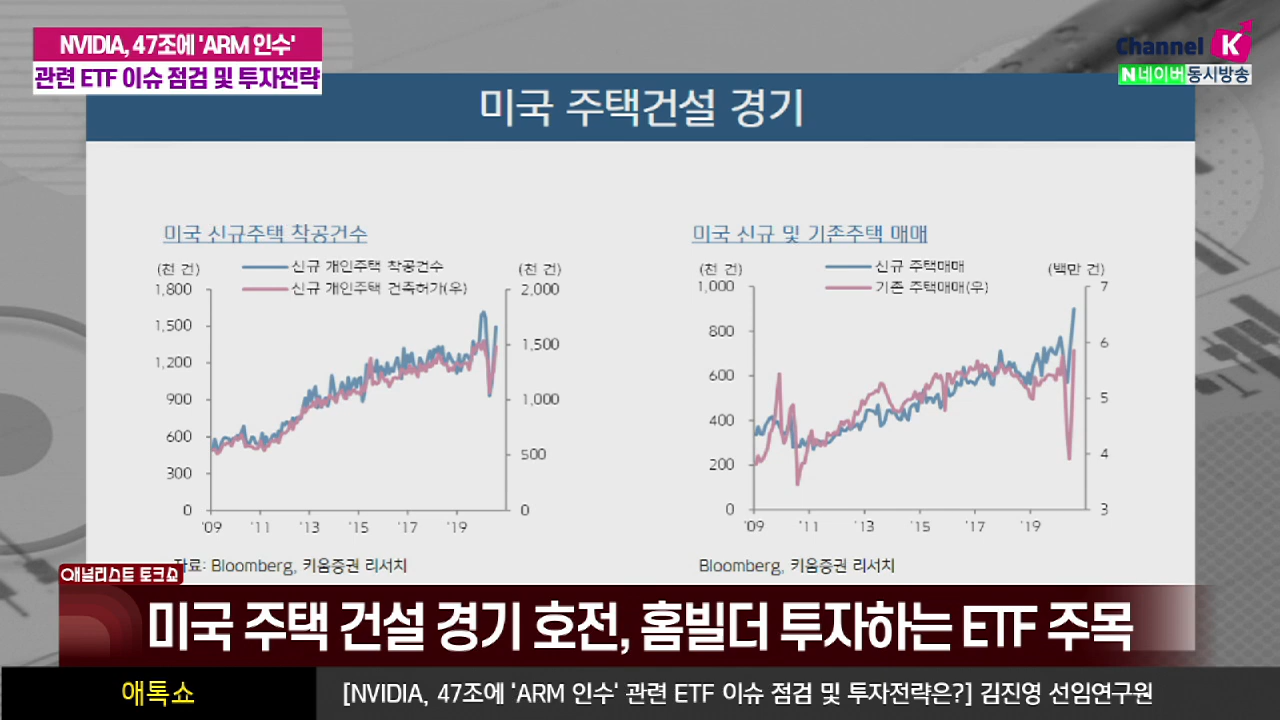 NVIDIA, 47조에 'ARM 인수'
관련 ETF 이슈 점검 및 투자전략
Channel K
N 네이버 동시방송
미국 주택건설 경기
미국 신규주택 착공건수
(천 건)
(천 건)
신규 개인주택 착공건수
신규 개인주택 건축허가(우)
1,800
1,500
1,200
900
600
300
0
2,000
1,500
1,000
500
0
'09 '11 '13 '15 '17 '19
자료: Bloomberg, 키움증권 리서치
미국 신규 및 기존주택 매매
(천 건)
(백만 건)
신규 주택매매
기존 주택매매(우)
1,000
800
600
400
200
0
7
6
5
4
3
'09 '11 '13 '15 '17 '19
Bloomberg, 키움증권 리서치
애널리스트 토크쇼
미국 주택 건설 경기 호전, 홈빌더 투자하는 ETF 주목
애톡쇼
[NVIDIA, 47조에 'ARM 인수' 관련 ETF 이슈 점검 및 투자전략은?] 김진영 선임연구원